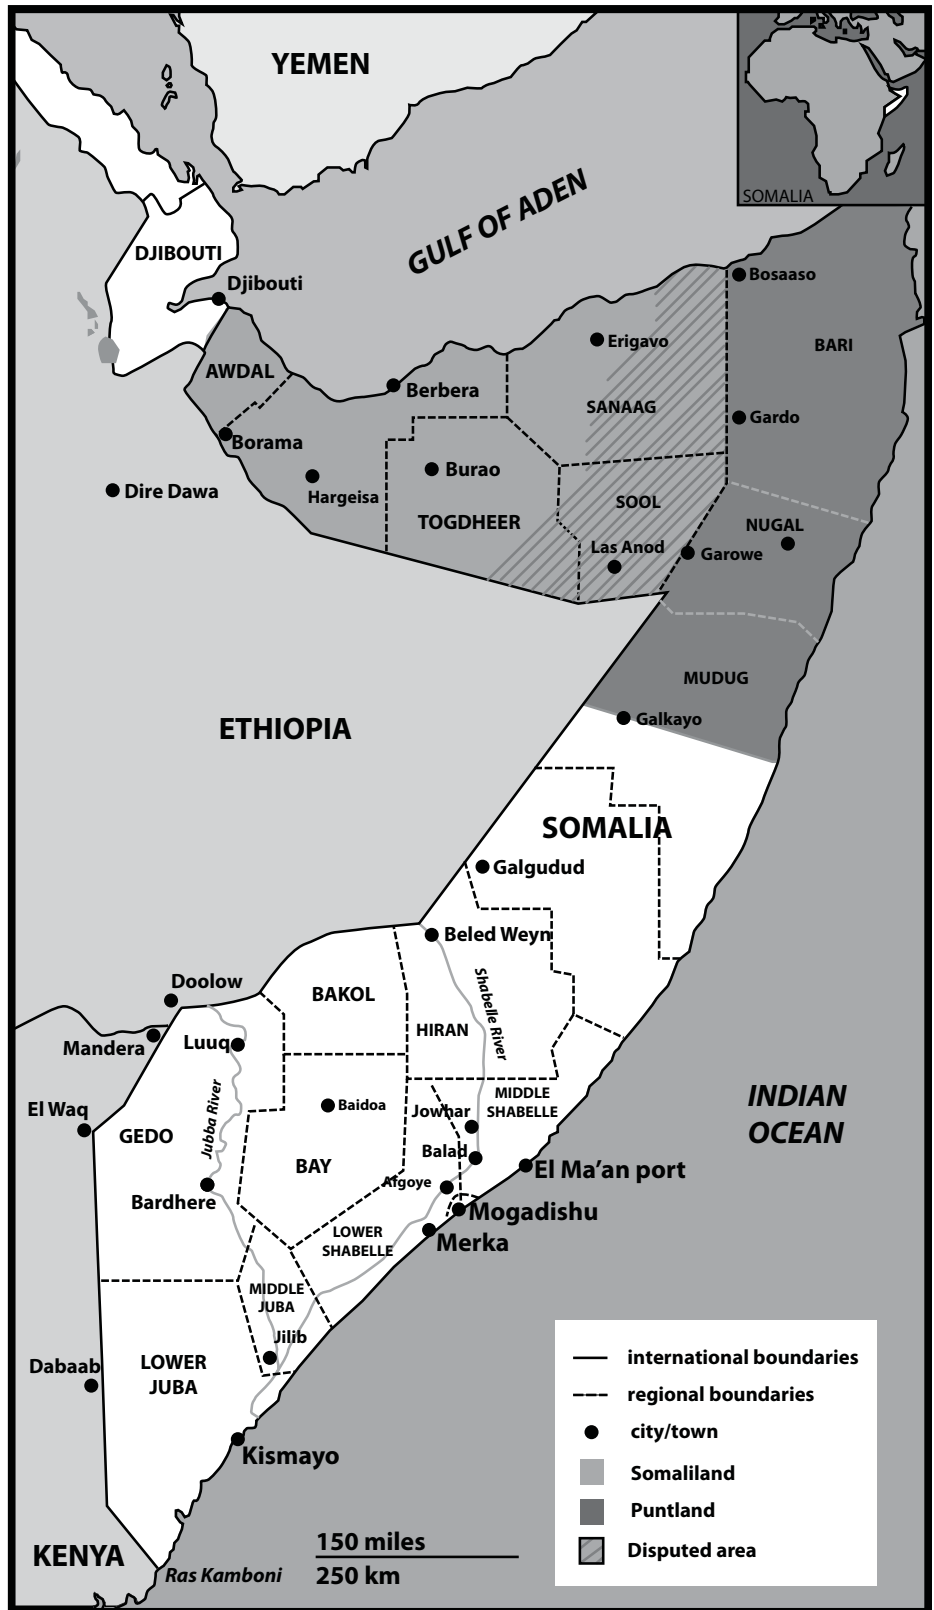 YEMEN
SOMALIA
GULF OF ADEN
DJIBOUTI
Djibouti
Bosaaso
Erigavo
BARI
AWDAL
Berbera
SANAAG
Gardo
Borama
Burao
Dire Dawa
Hargeisa
SOOL
TOGDHEER
NUGAL
Las Anod
Garowe
MUDUG
Galkayo
ETHIOPIA
SOMALIA
Galgudud
Beled Weyn
Doolow
BAKOL
Shabelle River
HIRAN
Mandera
Luuq
El Waq
Jubba River
GEDO
Baidoa
Jowhar
MIDDLE
SHABELLE
INDIAN
OCEAN
BAY
Balad
El Ma’an port
Afgoye
Bardhere
Mogadishu
LOWER
SHABELLE
Merka
MIDDLE
JUBA
Jilib
Dabaab
LOWER
JUBA
Kismayo
KENYA
Ras Kamboni
150 miles
250 km
international boundaries
regional boundaries
city/town
Somaliland
Puntland
Disputed area